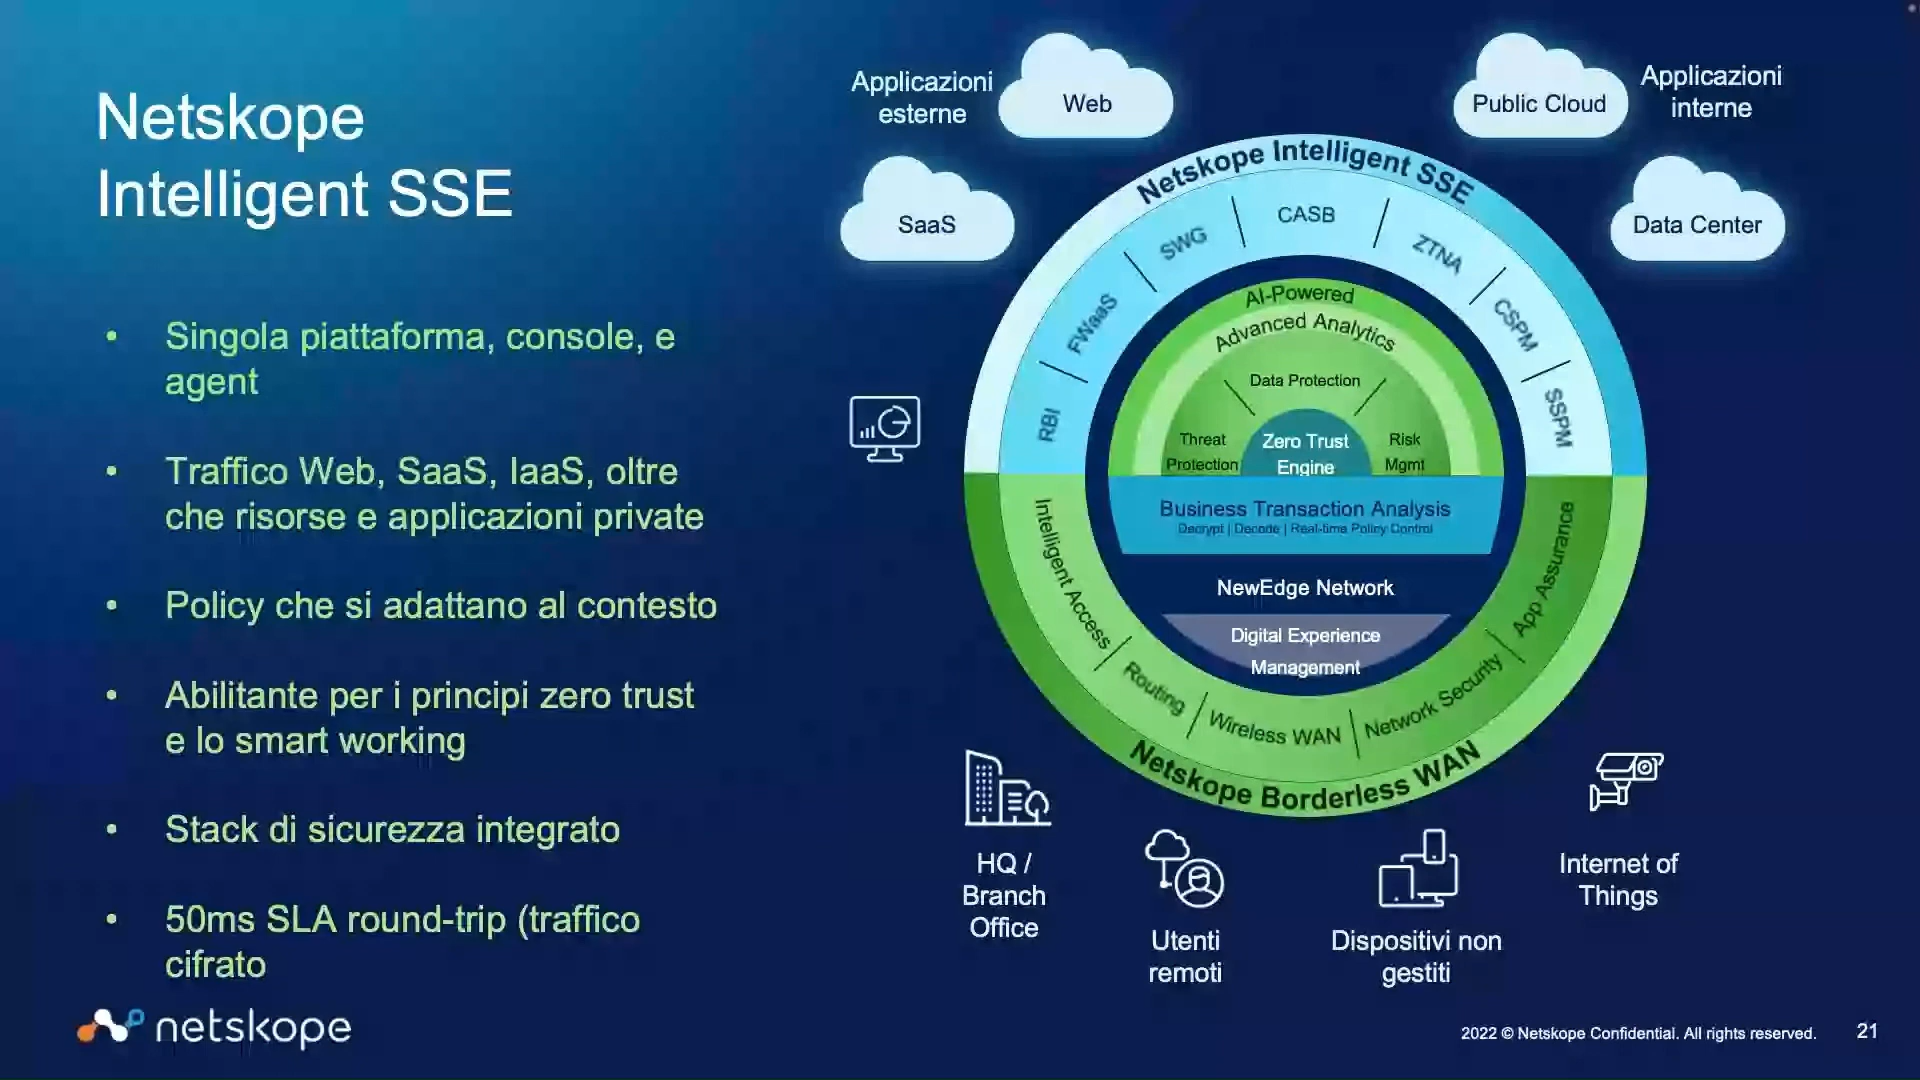 Netskope
Intelligent SSE
• Singola piattaforma, console, e
agent
• Traffico Web, SaaS, IaaS, oltre
che risorse e applicazioni private
• Policy che si adattano al contesto
• Abilitante per i principi zero trust
e lo smart working
• Stack di sicurezza integrato
• 50ms SLA round-trip (traffico
cifrato
netskope
Applicazioni
esterne
Web
SaaS
Public Cloud
Applicazioni
interne
Data Center
Netskope Intelligent SSE
RBI
FWaaS
SWG
CASB
ZTNA
CSPM
SSPM
AI-Powered
Advanced Analytics
Data Protection
Threat
Protection
Zero Trust
Engine
Risk
Mgmt
Business Transaction Analysis
Decrypt | Decode | Real-time Policy Control
NewEdge Network
Digital Experience
Management
Intelligent Access
Routing
Wireless WAN
Network Security
App Assurance
Netskope Borderless WAN
HQ /
Branch
Office
Utenti
remoti
Dispositivi non
gestiti
Internet of
Things
2022 © Netskope Confidential. All rights reserved.
21